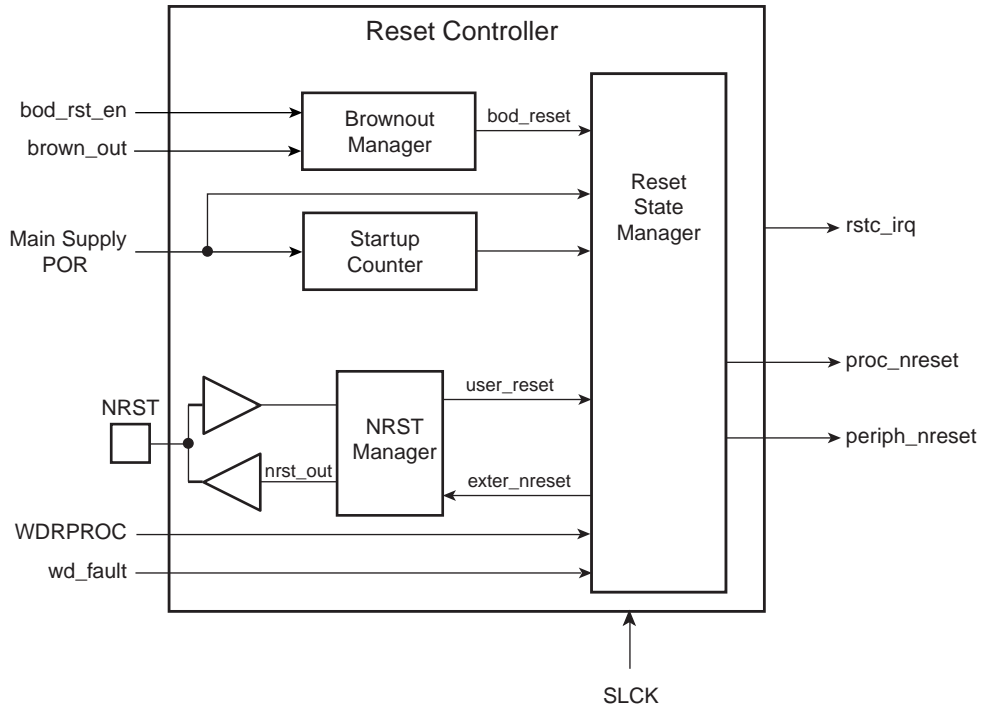 Reset Controller
bod_rst_en
brown_out
Brownout
Manager
bod_reset
Main Supply
POR
Startup
Counter
Reset
State
Manager
rstc_irq
proc_nreset
periph_nreset
NRST
nrst_out
NRST
Manager
user_reset
exter_nreset
WDRPROC
wd_fault
SLCK